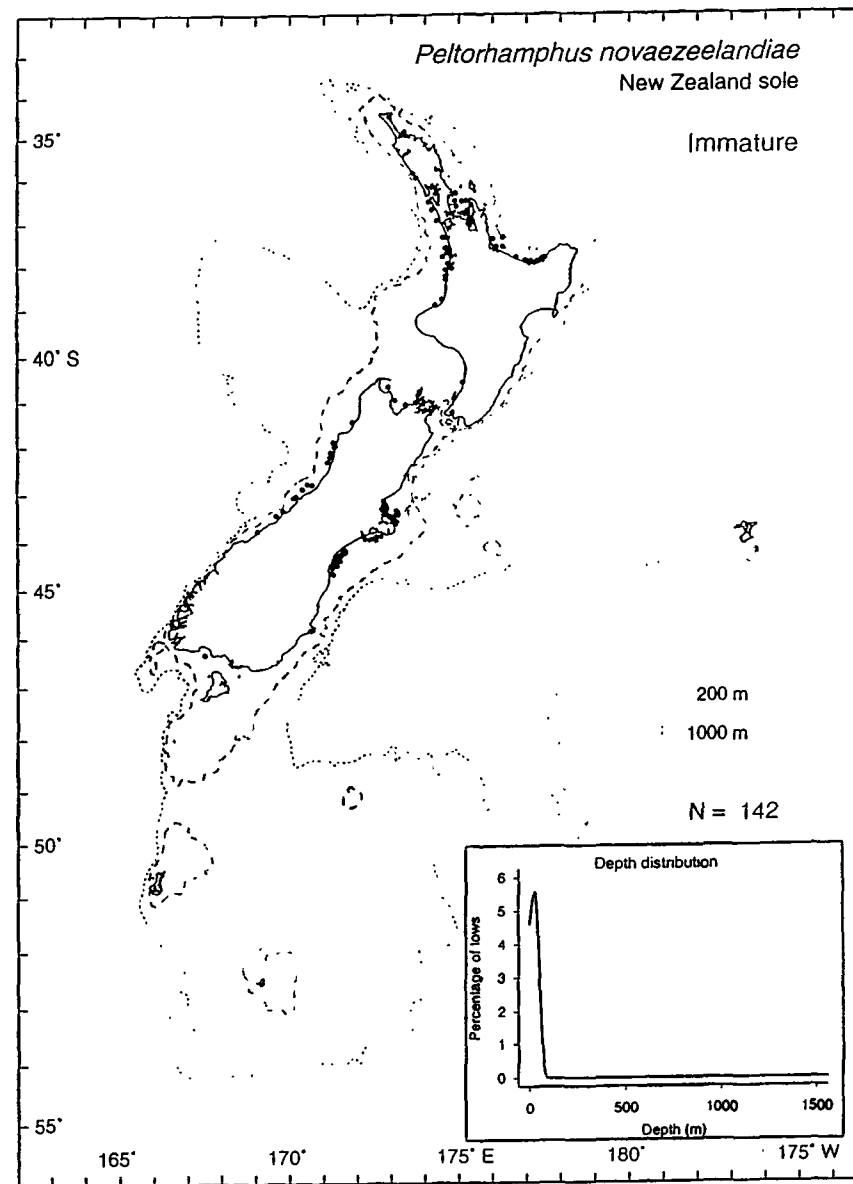 Peltorhamphus novaezeelandiae
New Zealand sole
Immature
35°
40° S
45°
50°
55°
200 m
1000 m
N = 142
Depth distribution
Percentage of tows
6
5
4
3
2
1
0
0 500 1000 1500
Depth (m)
165° 170° 175° E 180° 175° W